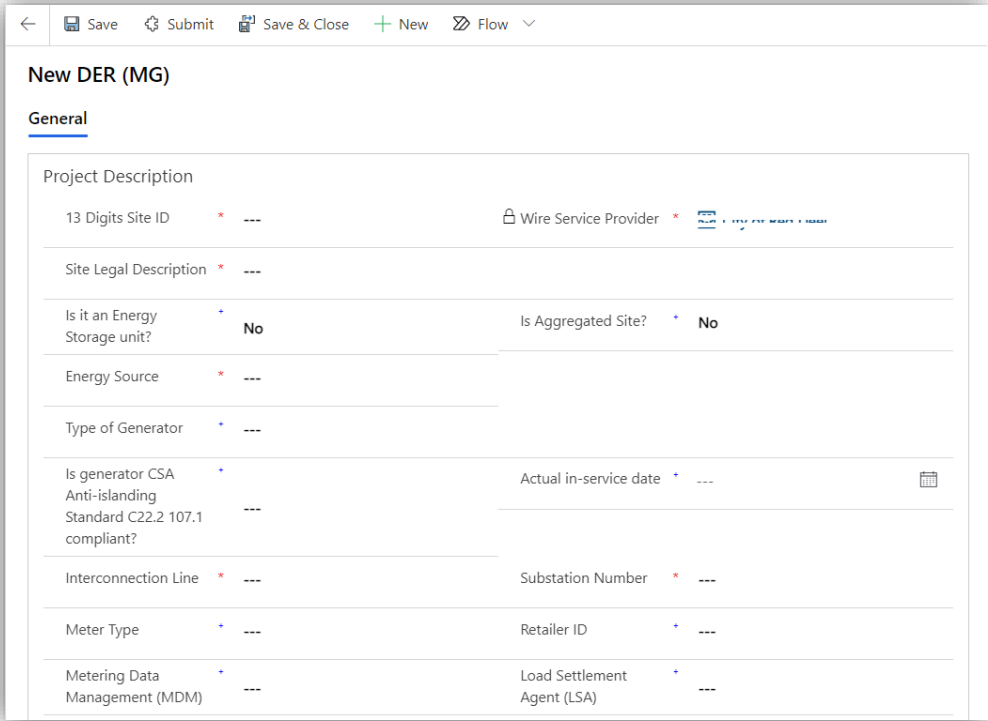 Save Submit Save & Close New Flow
New DER (MG)
General
Project Description
13 Digits Site ID * ---
Wire Service Provider *
Site Legal Description * ---
Is it an Energy
Storage unit? + No
Is Aggregated Site? + No
Energy Source * ---
Type of Generator + ---
Is generator CSA
Anti-islanding
Standard C22.2 107.1
compliant? + ---
Actual in-service date + ---
Interconnection Line * ---
Substation Number * ---
Meter Type + ---
Retailer ID + ---
Metering Data
Management (MDM) + ---
Load Settlement
Agent (LSA) + ---